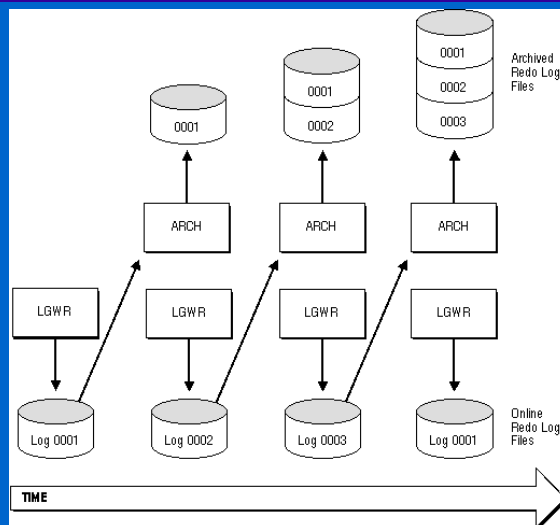 0001
Archived
Redo Log
Files
0001
0002
0001
0002
0003
ARCH
ARCH
ARCH
LGWR
LGWR
LGWR
LGWR
Log 0001
Log 0002
Log 0003
Log 0001
Online
Redo Log
Files
TIME